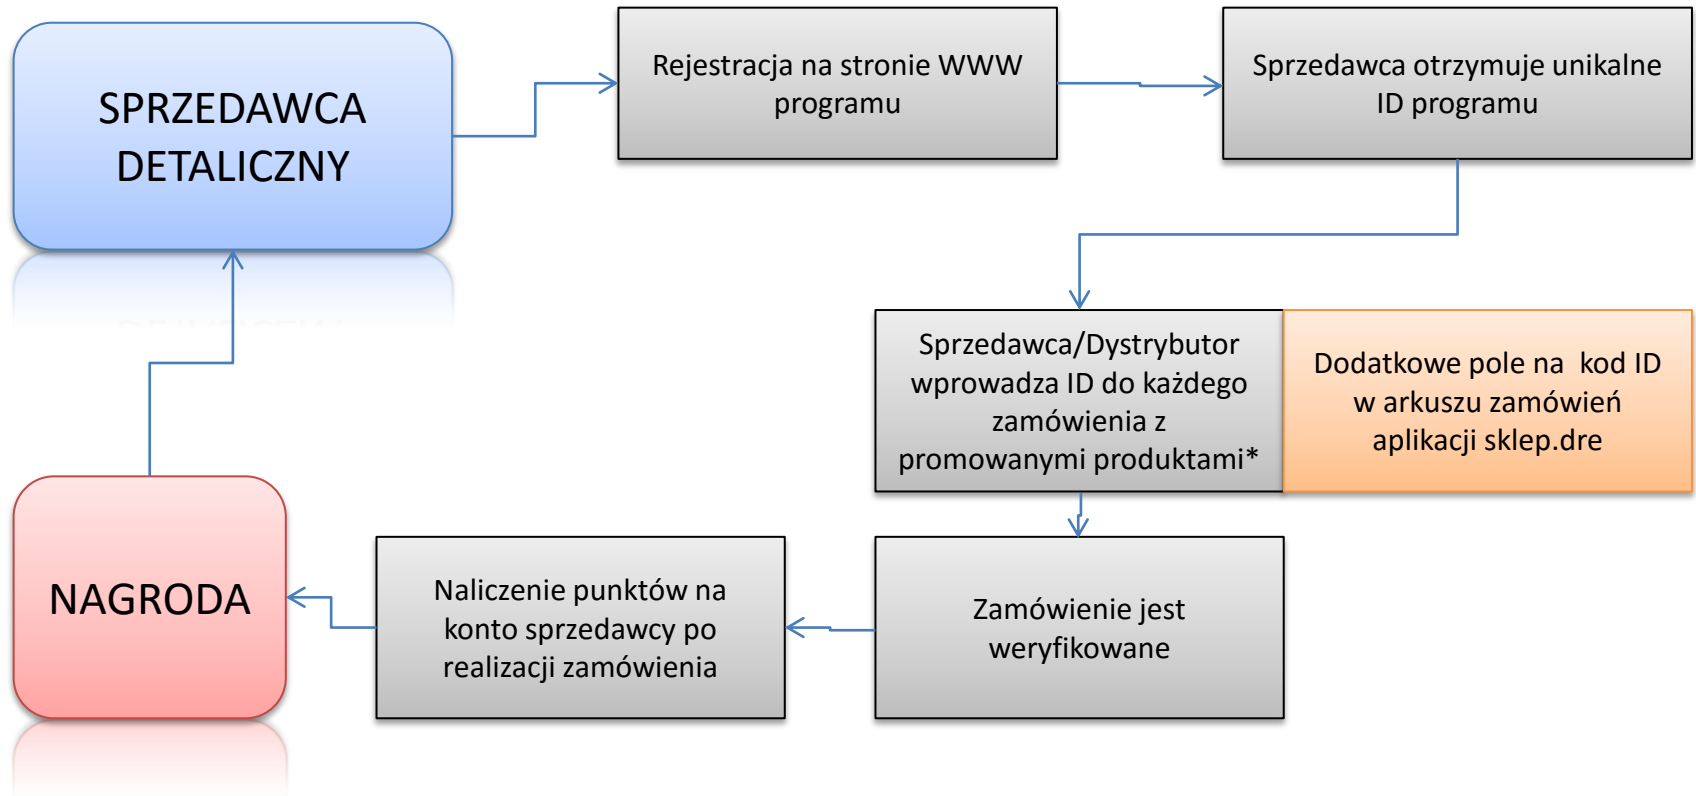 SPRZEDAWCA
DETALICZNY
Rejestracja na stronie WWW
programu
Sprzedawca otrzymuje unikalne
ID programu
Sprzedawca/Dystrybutor
wprowadza ID do każdego
zamówienia z
promowanymi produktami*
Dodatkowe pole na  kod ID
w arkuszu zamówień
aplikacji sklep.dre
Zamówienie jest
weryfikowane
Naliczenie punktów na
konto sprzedawcy po
realizacji zamówienia
NAGRODA